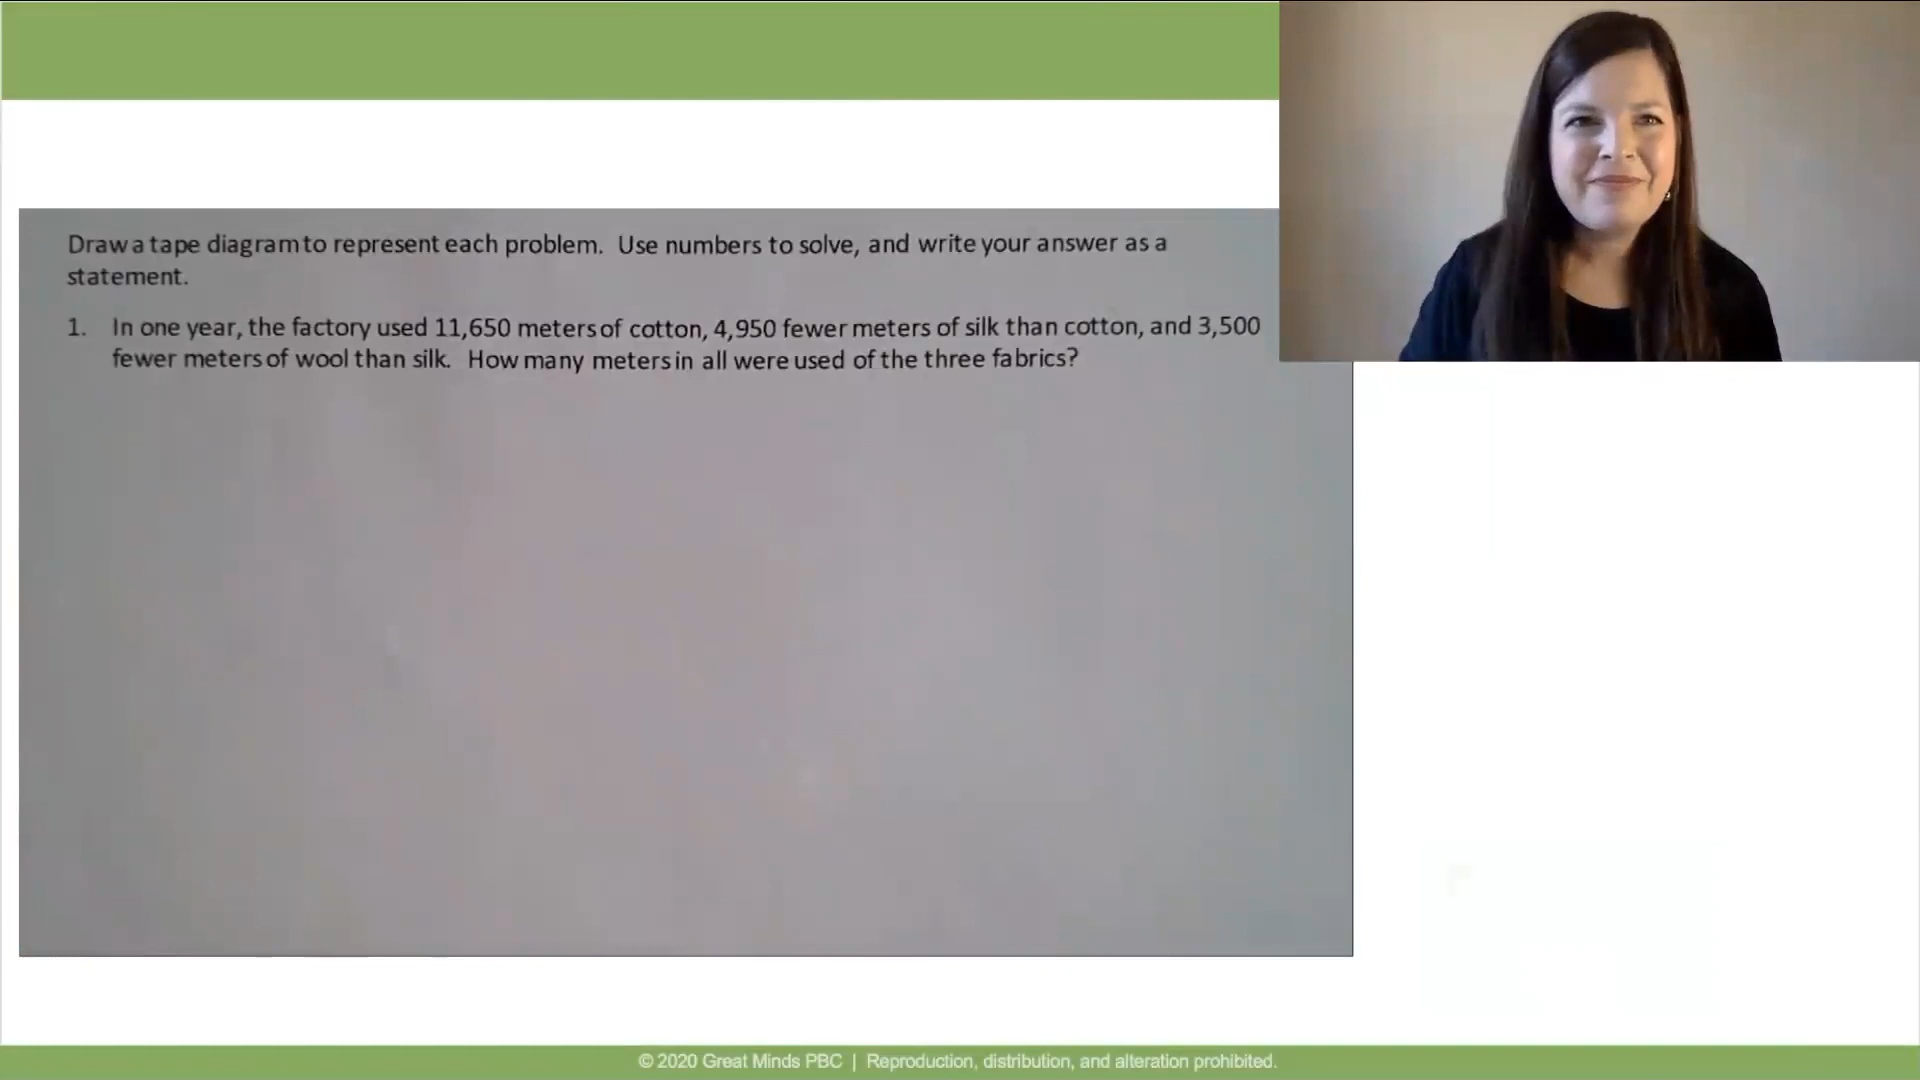 Draw a tape diagram to represent each problem. Use numbers to solve, and write your answer as a
statement.
1. In one year, the factory used 11,650 meters of cotton, 4,950 fewer meters of silk than cotton, and 3,500
fewer meters of wool than silk. How many meters in all were used of the three fabrics?
© 2020 Great Minds PBC | Reproduction, distribution, and alteration prohibited.